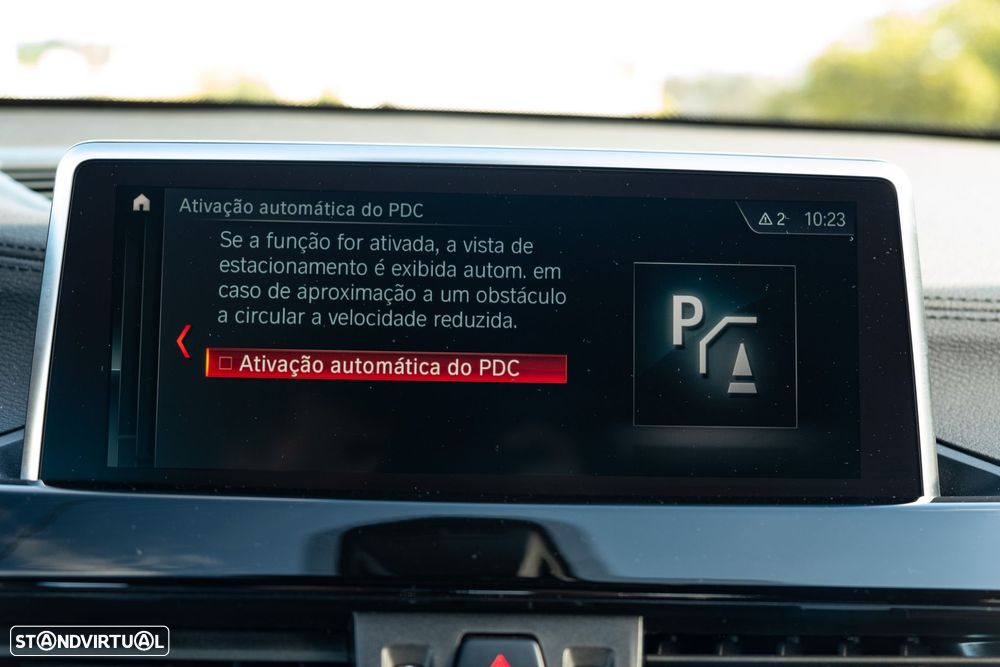 Ativação automática do PDC
2 10:23
Se a função for ativada, a vista de
estacionamento é exibida autom. em
caso de aproximação a um obstáculo
a circular a velocidade reduzida.
Ativação automática do PDC
P
STANDVIRTUAL